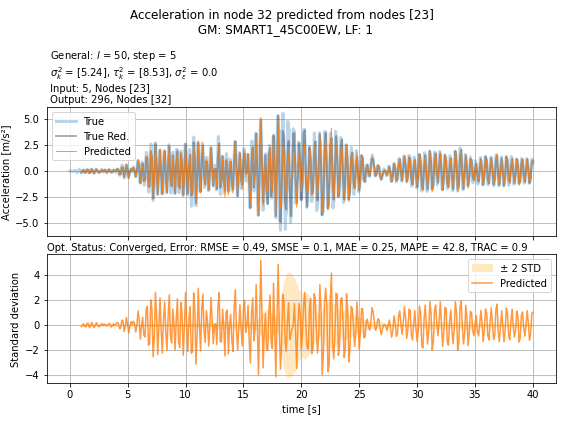 Acceleration in node 32 predicted from nodes [23]
GM: SMART1_45C00EW, LF: 1
General: l = 50, step = 5
σ²ₖ = [5.24], τ²ₖ = [8.53], σ²ε = 0.0
Input: 5, Nodes [23]
Output: 296, Nodes [32]
Acceleration [m/s²]
5.0
2.5
0.0
−2.5
−5.0
True
True Red.
Predicted
Opt. Status: Converged, Error: RMSE = 0.49, SMSE = 0.1, MAE = 0.25, MAPE = 42.8, TRAC = 0.9
Standard deviation
4
2
0
−2
−4
± 2 STD
Predicted
0 5 10 15 20 25 30 35 40
time [s]